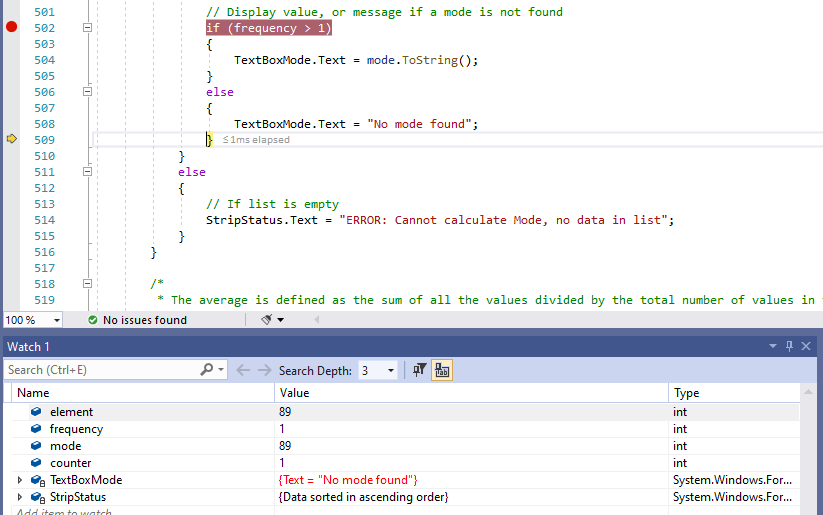 501 // Display value, or message if a mode is not found
502 if (frequency > 1)
503 {
504 TextBoxMode.Text = mode.ToString();
505 }
506 else
507 {
508 TextBoxMode.Text = "No mode found";
509 } ≤1ms elapsed
510 }
511 else
512 {
513 // If list is empty
514 StripStatus.Text = "ERROR: Cannot calculate Mode, no data in list";
515 }
516 }
517
518 /*
519 * The average is defined as the sum of all the values divided by the total number of values in
100 % No issues found
Watch 1
Search (Ctrl+E) Search Depth: 3
Name Value Type
element 89 int
frequency 1 int
mode 89 int
counter 1 int
TextBoxMode {Text = "No mode found"} System.Windows.For...
StripStatus {Data sorted in ascending order} System.Windows.For...
Add item to watch